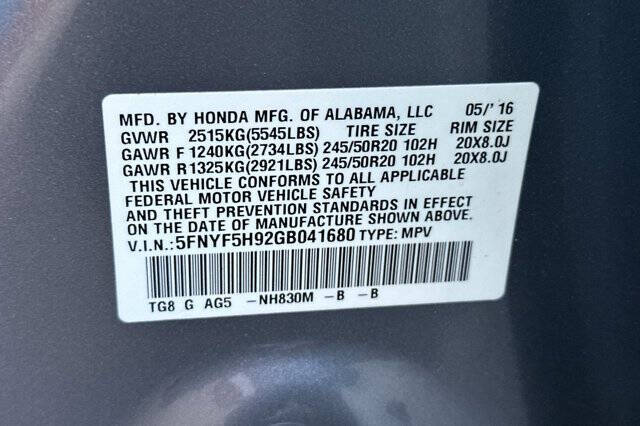 MFD. BY HONDA MFG. OF ALABAMA, LLC 05/'16
GVWR 2515KG(5545LBS) TIRE SIZE RIM SIZE
GAWR F 1240KG(2734LBS) 245/50R20 102H 20X8.0J
GAWR R 1325KG(2921LBS) 245/50R20 102H 20X8.0J
THIS VEHICLE CONFORMS TO ALL APPLICABLE
FEDERAL MOTOR VEHICLE SAFETY
AND THEFT PREVENTION STANDARDS IN EFFECT
ON THE DATE OF MANUFACTURE SHOWN ABOVE.
V.I.N.: 5FNYF5H92GB041680 TYPE: MPV
TG8 G AG5 -NH830M -B -B